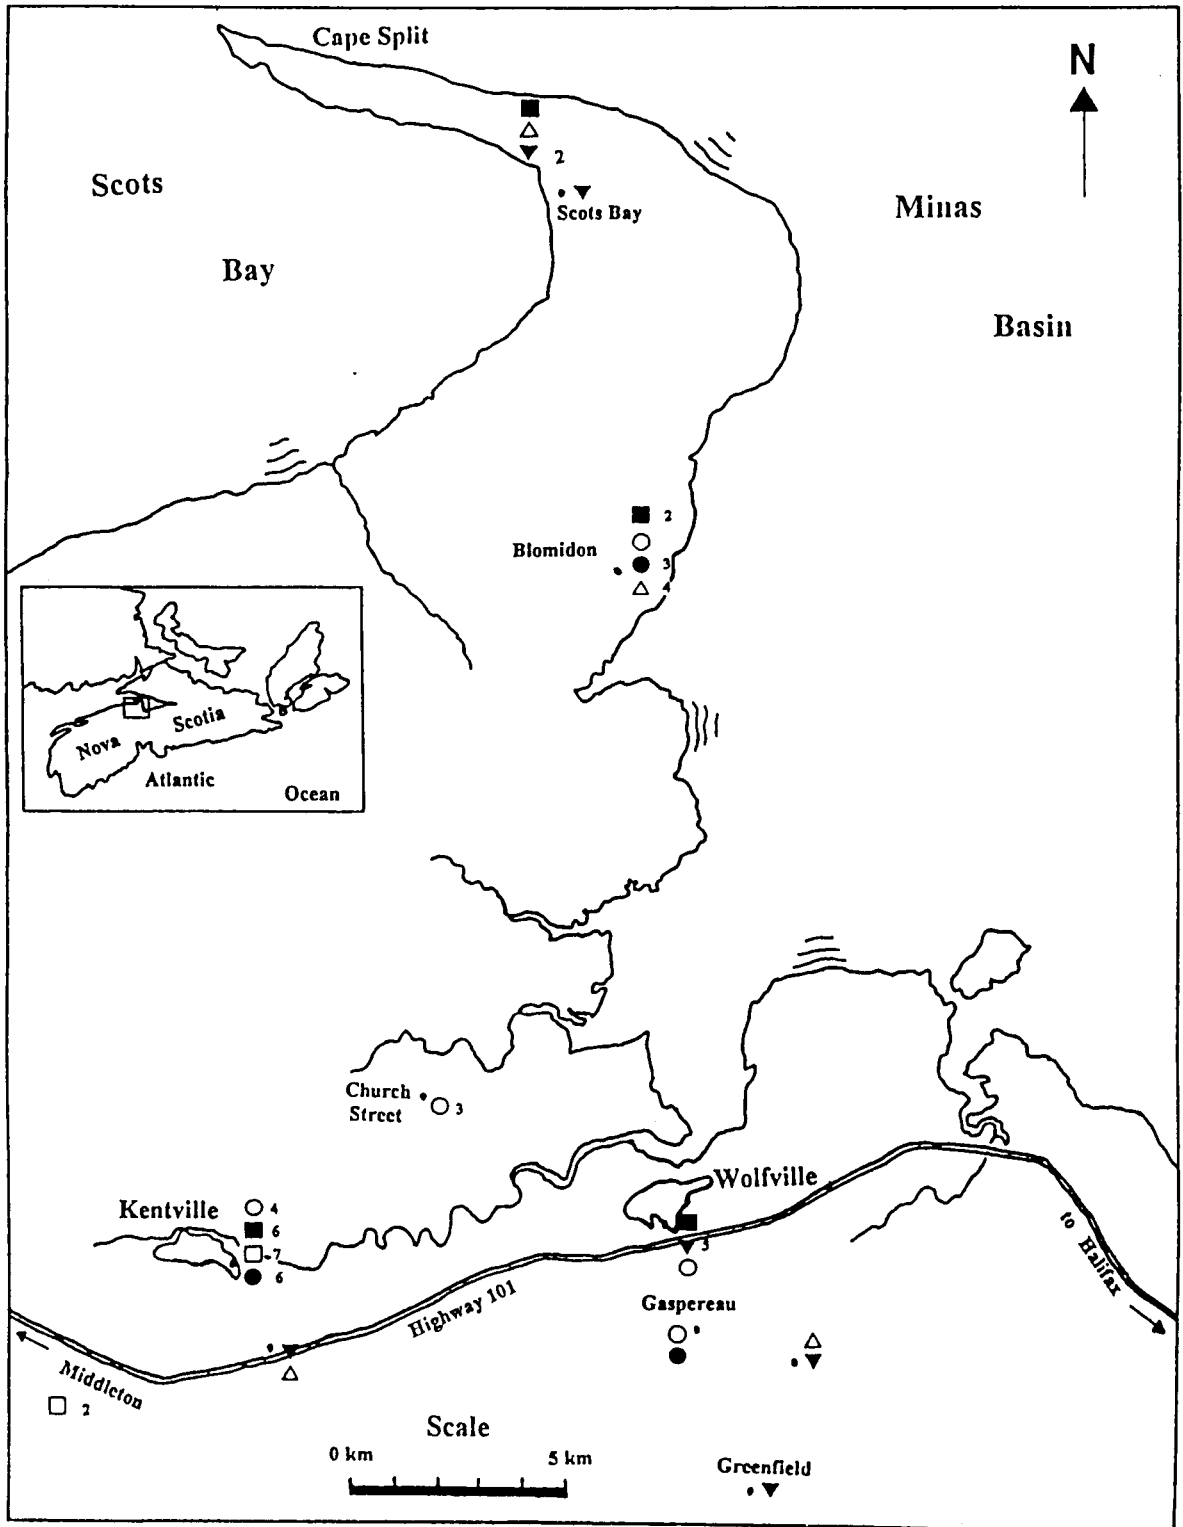 Cape Split
N
2
Scots
Minas
Scots Bay
Bay
Basin
2
Blomidon
3
4
Scotia
Nova
Atlantic
Ocean
Church
3
Street
Wolfville
Kentville
4
6
3
7
6
to Halifax
Gaspereau
Highway 101
Middleton
2
Scale
0 km 5 km
Greenfield